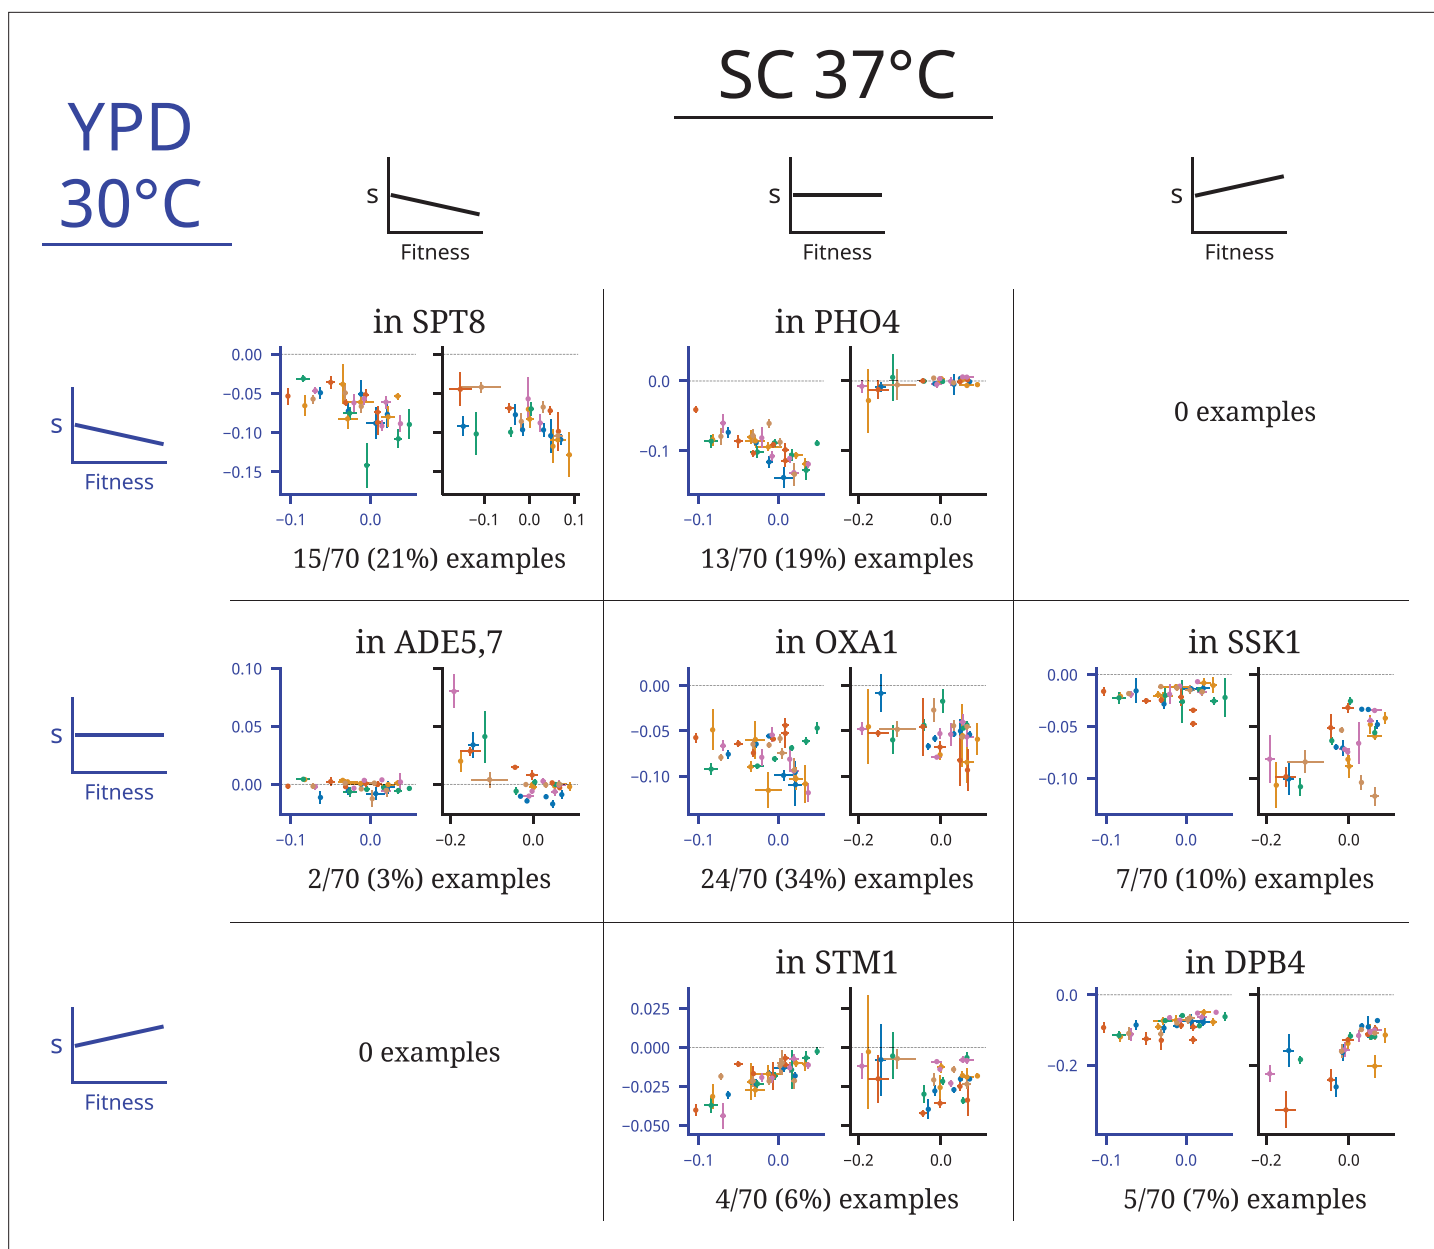 SC 37°C
YPD
30°C
s
Fitness
s
Fitness
s
Fitness
s
Fitness
in SPT8
0.00
−0.05
−0.10
−0.15
−0.1
0.0
−0.1
0.0
0.1
15/70 (21%) examples
in PHO4
0.0
−0.1
−0.1
0.0
−0.2
0.0
13/70 (19%) examples
0 examples
s
Fitness
in ADE5,7
0.10
0.05
0.00
−0.1
0.0
−0.2
0.0
2/70 (3%) examples
in OXA1
0.00
−0.05
−0.10
−0.1
0.0
−0.2
0.0
24/70 (34%) examples
in SSK1
0.00
−0.05
−0.10
−0.1
0.0
−0.2
0.0
7/70 (10%) examples
s
Fitness
0 examples
in STM1
0.025
0.000
−0.025
−0.050
−0.1
0.0
−0.2
0.0
4/70 (6%) examples
in DPB4
0.0
−0.2
−0.1
0.0
−0.2
0.0
5/70 (7%) examples